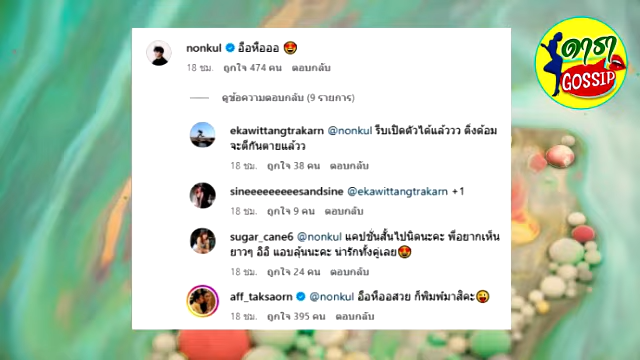 ดารา
GOSSIP
nonkul อือหือออ 🤩
18 ชม. ถูกใจ 474 คน ตอบกลับ
ดูข้อความตอบกลับ (9 รายการ)
ekawittangtrakarn @nonkul รีบเปิดตัวได้แล้ววว ติ่งด้อม
จะตีกันตายแล้วว
18 ชม. ถูกใจ 38 คน ตอบกลับ
sineeeeeeeeesandsine @ekawittangtrakarn +1
18 ชม. ถูกใจ 9 คน ตอบกลับ
sugar_cane6 @nonkul แคปชั่นสั้นไปนิดนะคะ พี่อยากเห็น
ยาวๆ อิอิ แอบลุ้นนะคะ น่ารักทั้งคู่เลย😍
18 ชม. ถูกใจ 24 คน ตอบกลับ
aff_taksaorn @nonkul อือหืออสวย ก็พิมพ์มาสิคะ😜
18 ชม. ถูกใจ 395 คน ตอบกลับ